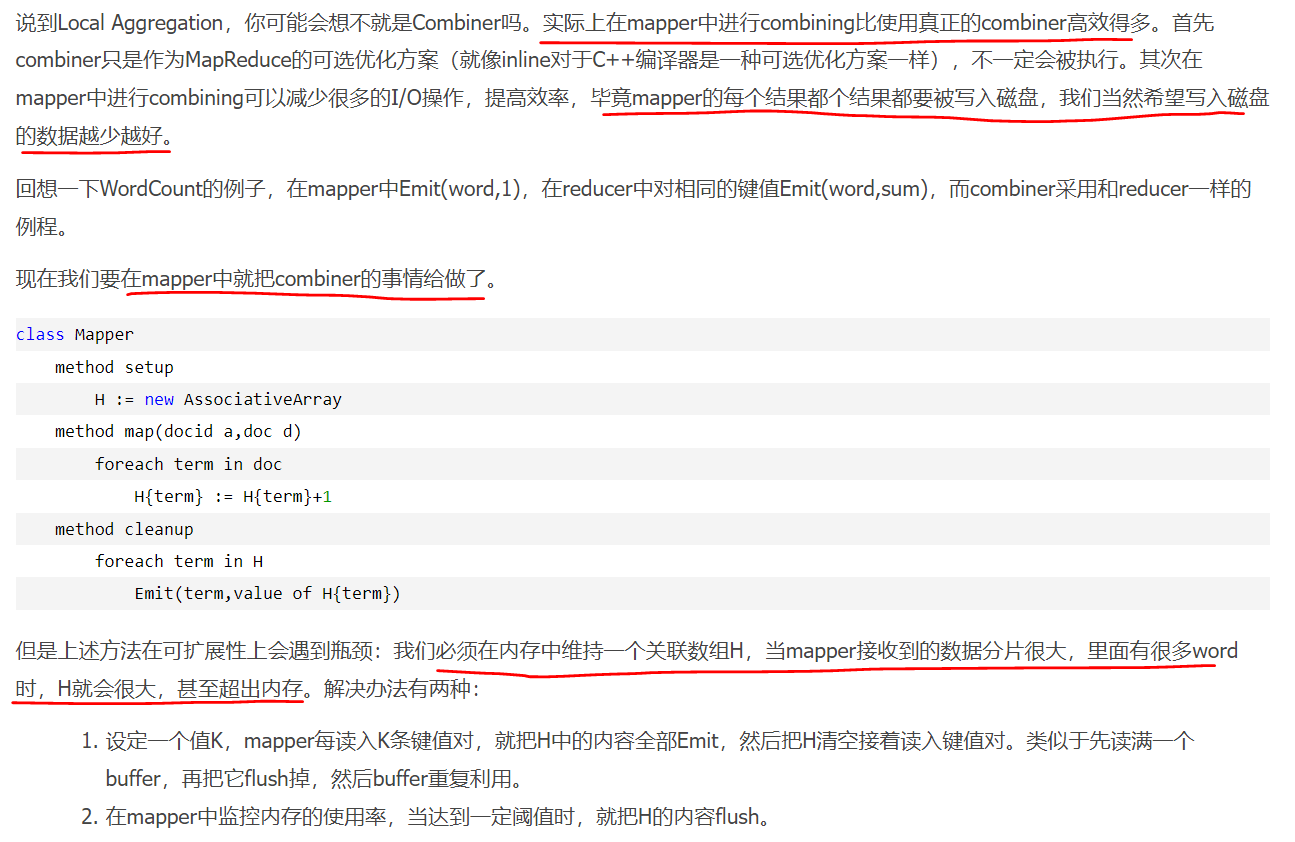 说到Local Aggregation，你可能会想不就是Combiner吗。实际上在mapper中进行combining比使用真正的combiner高效得多。首先
combiner只是作为MapReduce的可选优化方案（就像inline对于C++编译器是一种可选优化方案一样），不一定会被执行。其次在
mapper中进行combining可以减少很多的I/O操作，提高效率，毕竟mapper的每个结果都个结果都要被写入磁盘，我们当然希望写入磁盘
的数据越少越好。
回想一下WordCount的例子，在mapper中Emit(word,1)，在reducer中对相同的键值Emit(word,sum)，而combiner采用和reducer一样的
例程。
现在我们要在mapper中就把combiner的事情给做了。
class Mapper
    method setup
        H := new AssociativeArray
    method map(docid a,doc d)
        foreach term in doc
            H{term} := H{term}+1
    method cleanup
        foreach term in H
            Emit(term,value of H{term})
但是上述方法在可扩展性上会遇到瓶颈：我们必须在内存中维持一个关联数组H，当mapper接收到的数据分片很大，里面有很多word
时，H就会很大，甚至超出内存。解决办法有两种：
1. 设定一个值K，mapper每读入K条键值对，就把H中的内容全部Emit，然后把H清空接着读入键值对。类似于先读满一个
buffer，再把它flush掉，然后buffer重复利用。
2. 在mapper中监控内存的使用率，当达到一定阈值时，就把H的内容flush。